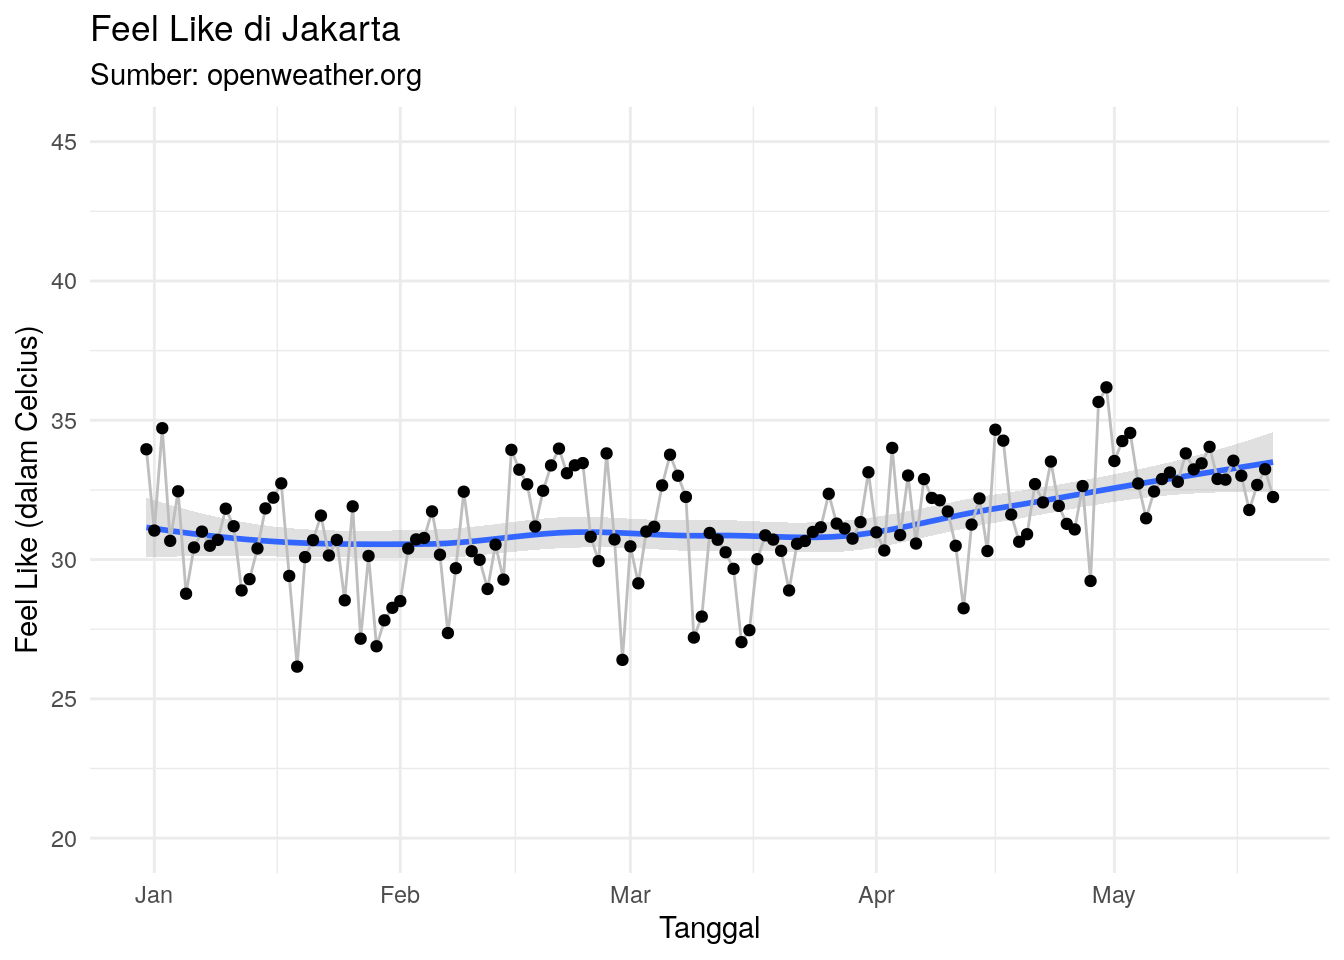 Feel Like di Jakarta
Sumber: openweather.org
Feel Like (dalam Celcius)
45
40
35
30
25
20
Jan Feb Mar Apr May
Tanggal